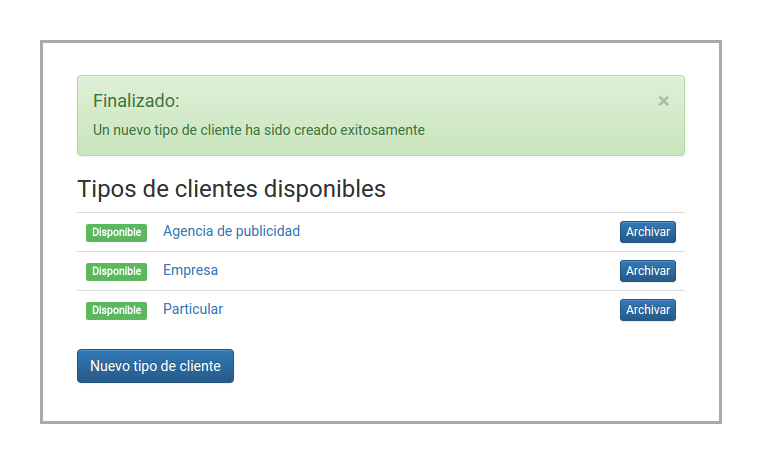 Finalizado: ×
Un nuevo tipo de cliente ha sido creado exitosamente
Tipos de clientes disponibles
Disponible Agencia de publicidad Archivar
Disponible Empresa Archivar
Disponible Particular Archivar
Nuevo tipo de cliente